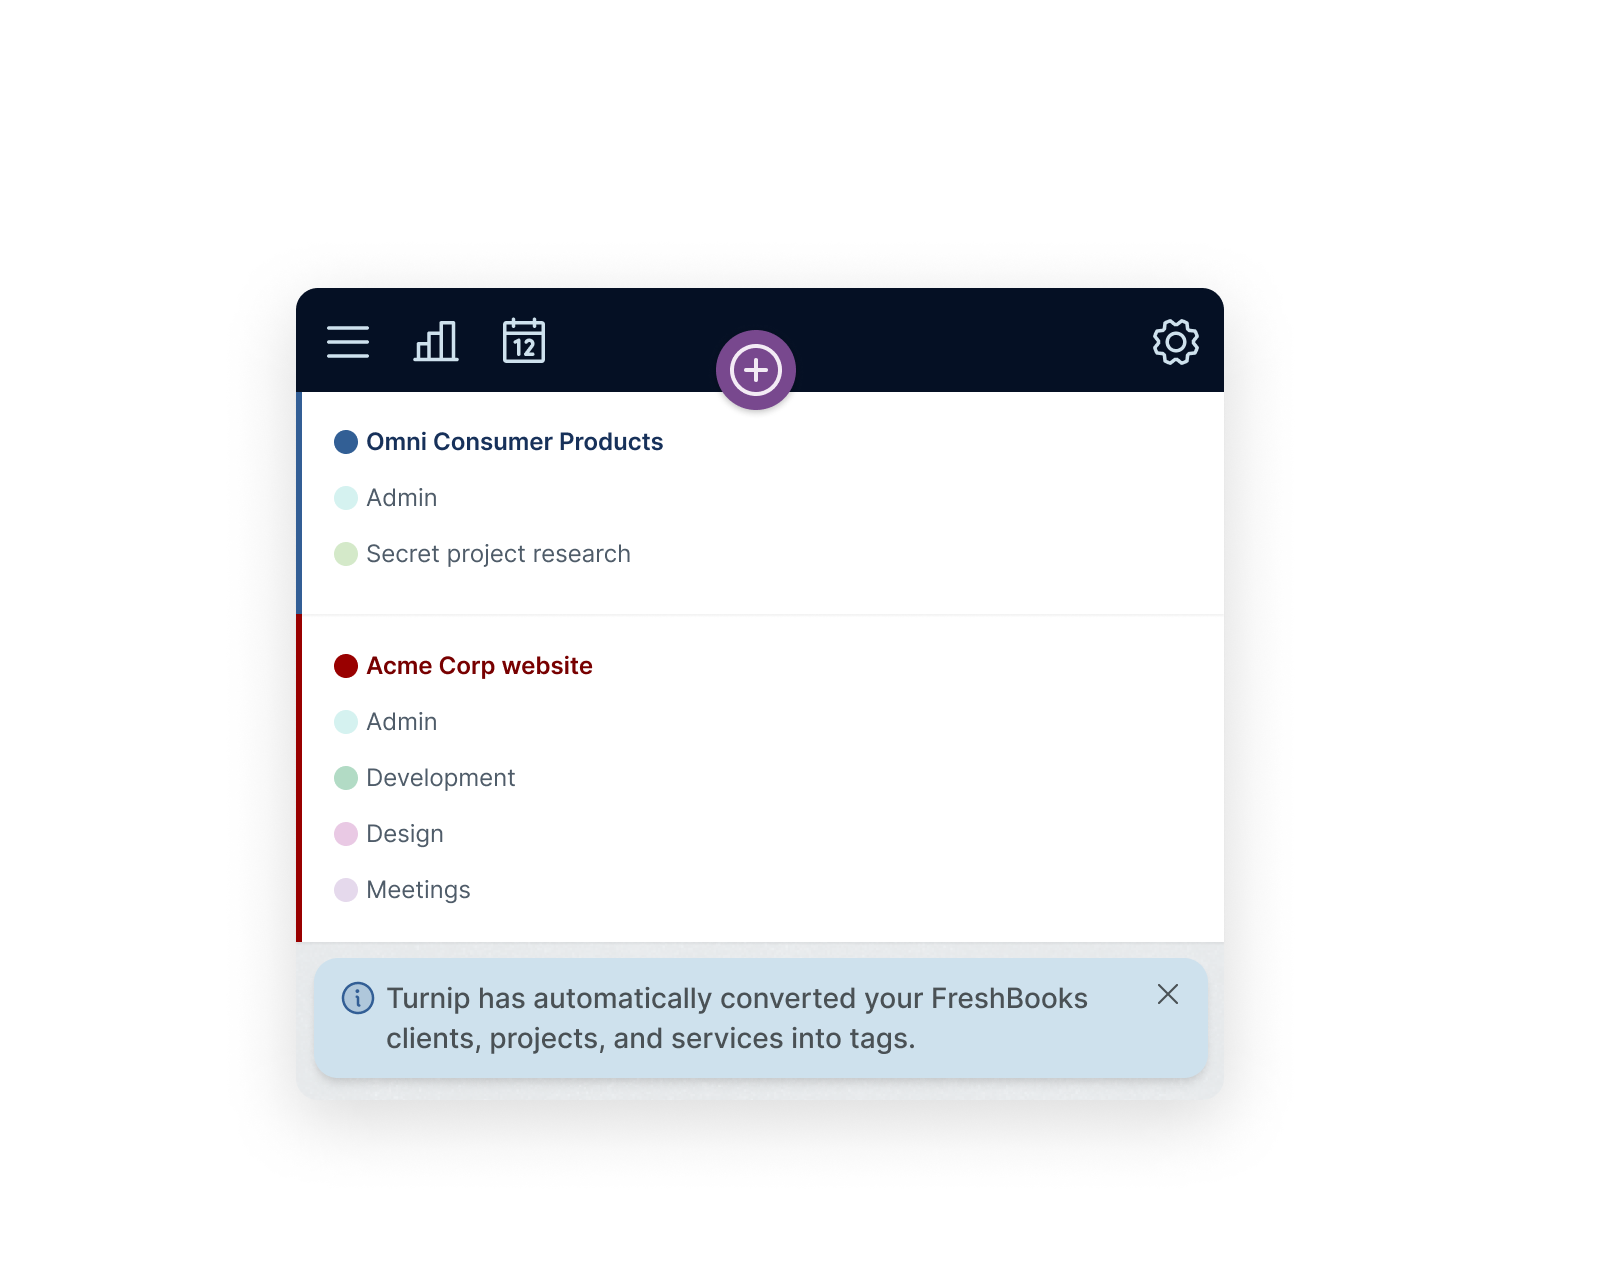 12
Omni Consumer Products
Admin
Secret project research
Acme Corp website
Admin
Development
Design
Meetings
Turnip has automatically converted your FreshBooks
clients, projects, and services into tags.